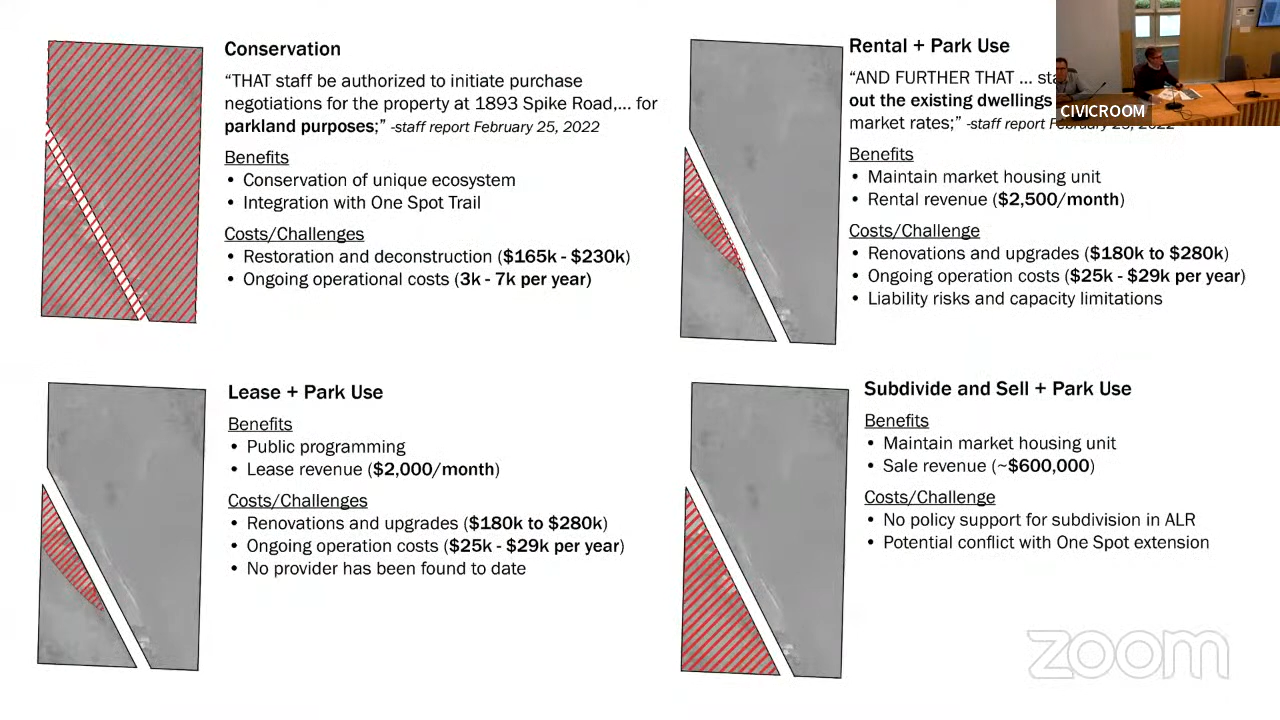 Conservation
“THAT staff be authorized to initiate purchase
negotiations for the property at 1893 Spike Road,... for
parkland purposes;” -staff report February 25, 2022
Benefits
• Conservation of unique ecosystem
• Integration with One Spot Trail
Costs/Challenges
• Restoration and deconstruction ($165k - $230k)
• Ongoing operational costs (3k - 7k per year)
Rental + Park Use
“AND FURTHER THAT ...
out the existing dwellings
market rates;” -staff report February 25, 2022
Benefits
• Maintain market housing unit
• Rental revenue ($2,500/month)
Costs/Challenge
• Renovations and upgrades ($180k to $280k)
• Ongoing operation costs ($25k - $29k per year)
• Liability risks and capacity limitations
CIVICROOM
Lease + Park Use
Benefits
• Public programming
• Lease revenue ($2,000/month)
Costs/Challenges
• Renovations and upgrades ($180k to $280k)
• Ongoing operation costs ($25k - $29k per year)
• No provider has been found to date
Subdivide and Sell + Park Use
Benefits
• Maintain market housing unit
• Sale revenue (~$600,000)
Costs/Challenge
• No policy support for subdivision in ALR
• Potential conflict with One Spot extension
zoom